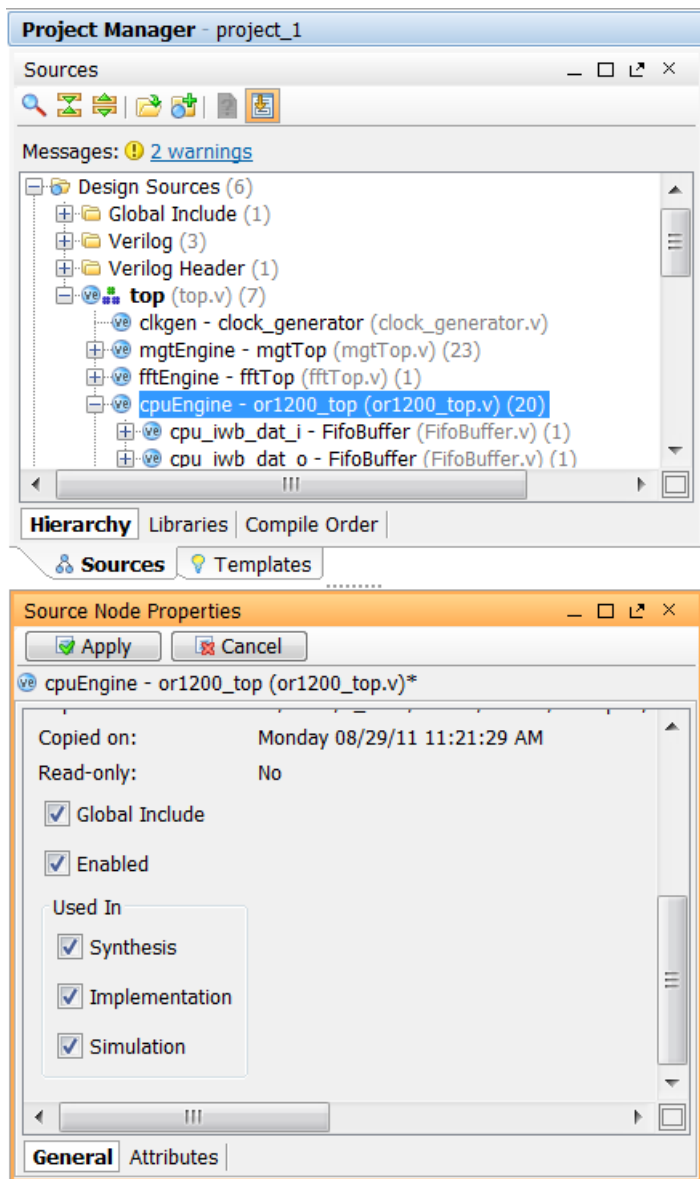 Project Manager - project_1
Sources
Messages: 2 warnings
Design Sources (6)
Global Include (1)
Verilog (3)
Verilog Header (1)
top (top.v) (7)
clkgen - clock_generator (clock_generator.v)
mgtEngine - mgtTop (mgtTop.v) (23)
fftEngine - fftTop (fftTop.v) (1)
cpuEngine - or1200_top (or1200_top.v) (20)
cpu_iwb_dat_i - FifoBuffer (FifoBuffer.v) (1)
cpu_iwb_dat_o - FifoBuffer (FifoBuffer.v) (1)
Hierarchy Libraries Compile Order
Sources Templates
Source Node Properties
Apply Cancel
cpuEngine - or1200_top (or1200_top.v)*
Copied on: Monday 08/29/11 11:21:29 AM
Read-only: No
Global Include
Enabled
Used In
Synthesis
Implementation
Simulation
General Attributes